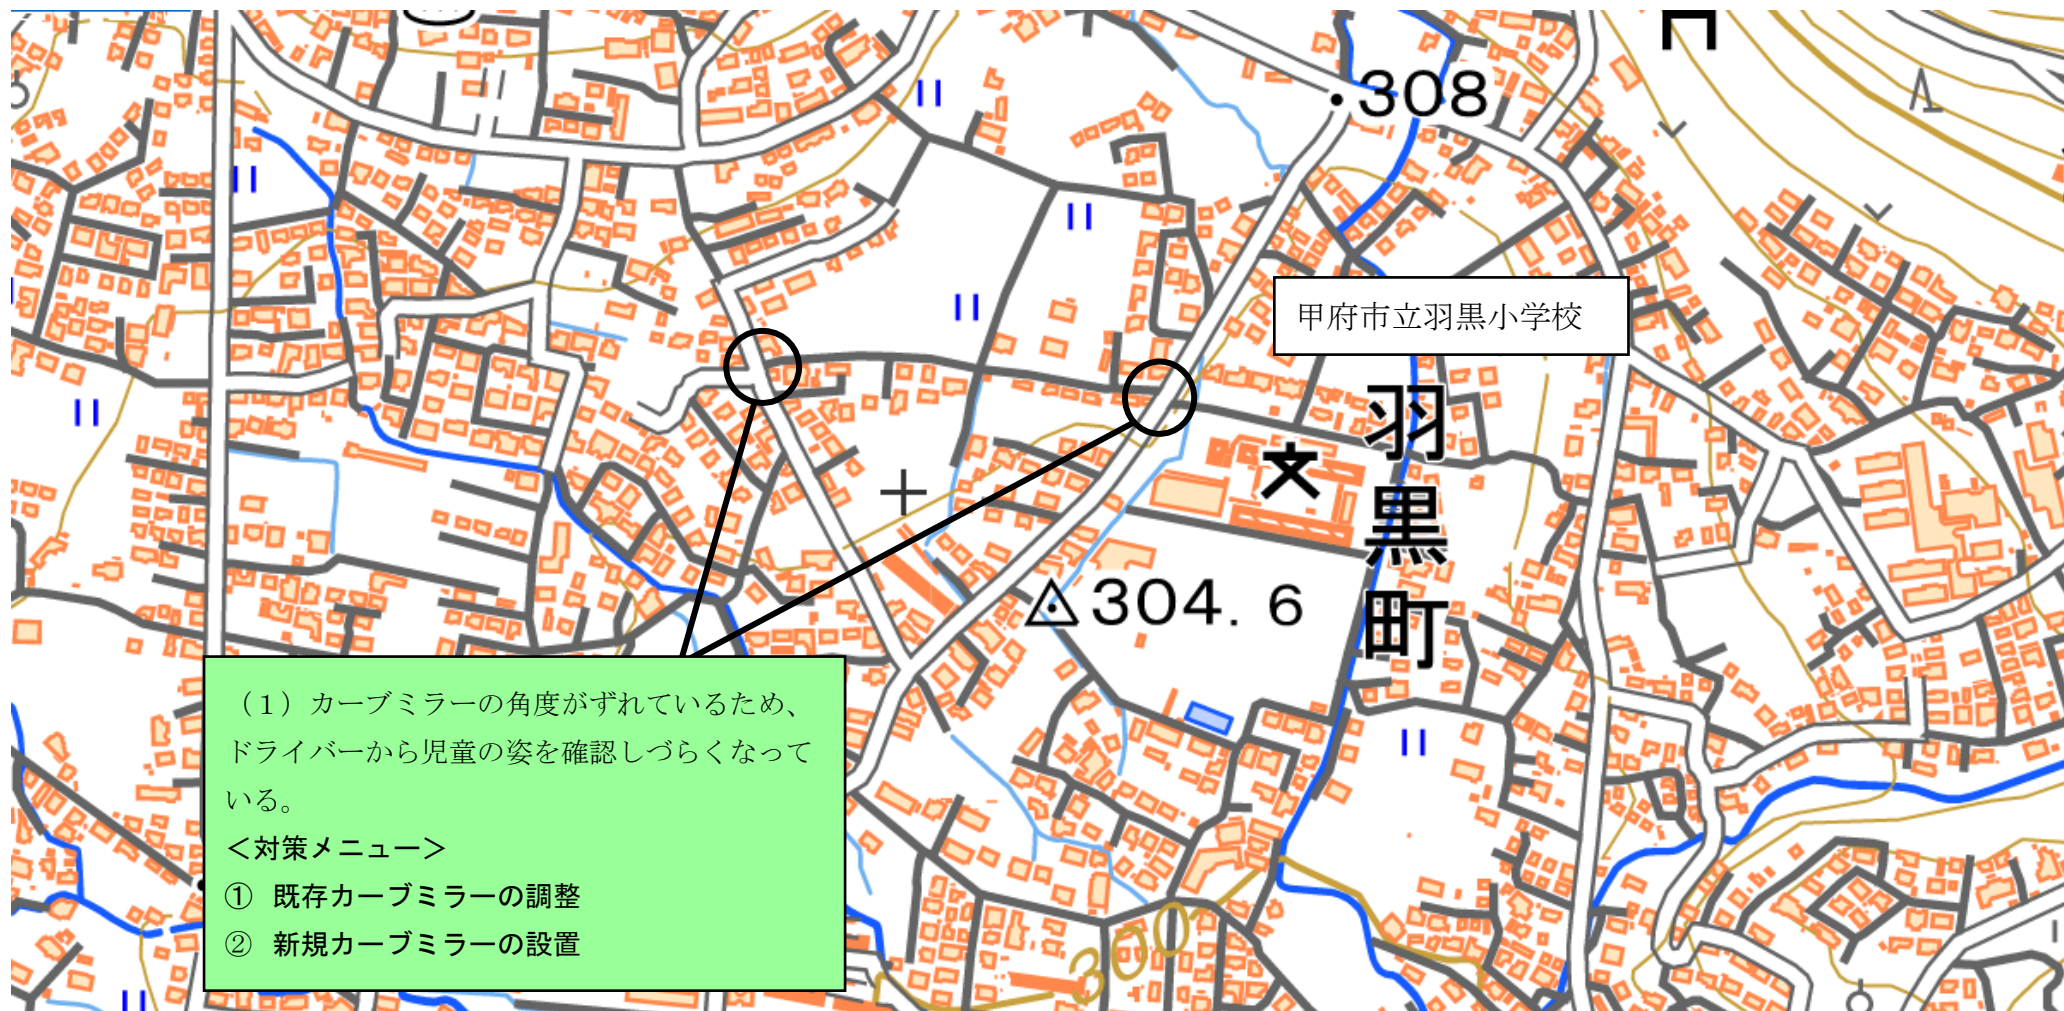 308
甲府市立羽黒小学校
羽黒町
304.6
（１）カーブミラーの角度がずれているため、
ドライバーから児童の姿を確認しづらくなって
いる。
＜対策メニュー＞
① 既存カーブミラーの調整
② 新規カーブミラーの設置
300